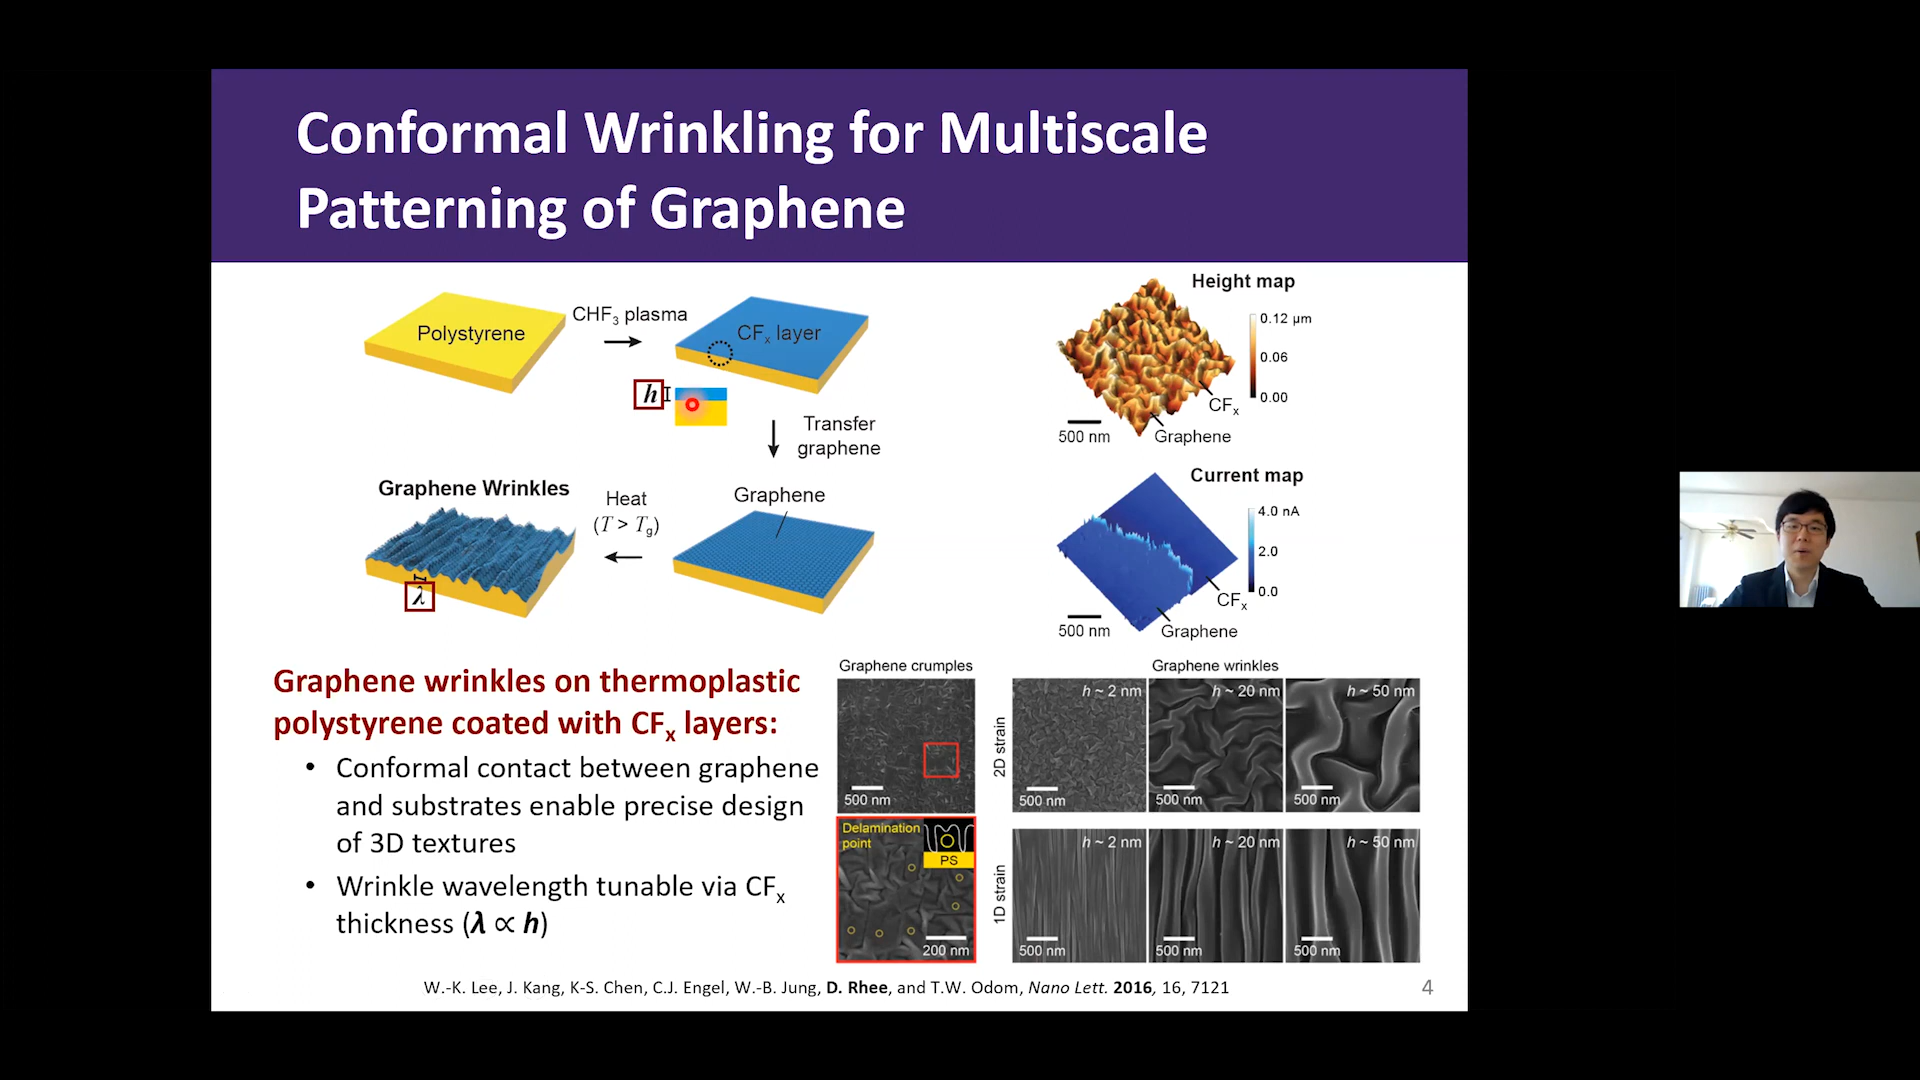 Conformal Wrinkling for Multiscale
Patterning of Graphene
Polystyrene
CHF3 plasma
CFx layer
h
Transfer
graphene
Graphene
Heat
(T > Tg)
Graphene Wrinkles
λ
Height map
0.12 µm
0.06
0.00
CFx
Graphene
500 nm
Current map
4.0 nA
2.0
0.0
CFx
Graphene
500 nm
Graphene wrinkles on thermoplastic
polystyrene coated with CFx layers:
• Conformal contact between graphene
and substrates enable precise design
of 3D textures
• Wrinkle wavelength tunable via CFx
thickness (λ ∝ h)
Graphene crumples
500 nm
Delamination
point
PS
200 nm
Graphene wrinkles
2D strain
h ~ 2 nm
500 nm
h ~ 20 nm
500 nm
h ~ 50 nm
500 nm
1D strain
h ~ 2 nm
500 nm
h ~ 20 nm
500 nm
h ~ 50 nm
500 nm
W.-K. Lee, J. Kang, K-S. Chen, C.J. Engel, W.-B. Jung, D. Rhee, and T.W. Odom, Nano Lett. 2016, 16, 7121
4